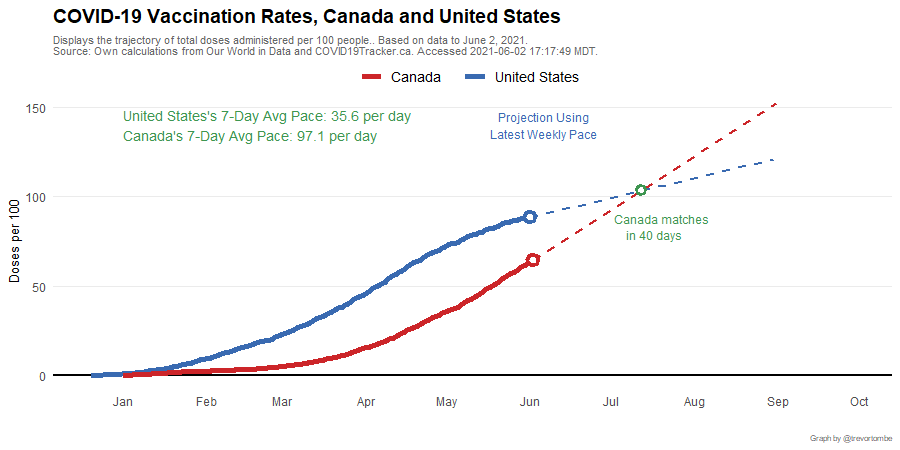 COVID-19 Vaccination Rates, Canada and United States
Displays the trajectory of total doses administered per 100 people.. Based on data to June 2, 2021.
Source: Own calculations from Our World in Data and COVID19Tracker.ca. Accessed 2021-06-02 17:17:49 MDT.
Canada
United States
United States's 7-Day Avg Pace: 35.6 per day
Canada's 7-Day Avg Pace: 97.1 per day
Projection Using
Latest Weekly Pace
Canada matches
in 40 days
Doses per 100
150
100
50
0
Jan
Feb
Mar
Apr
May
Jun
Jul
Aug
Sep
Oct
Graph by @trevortombe